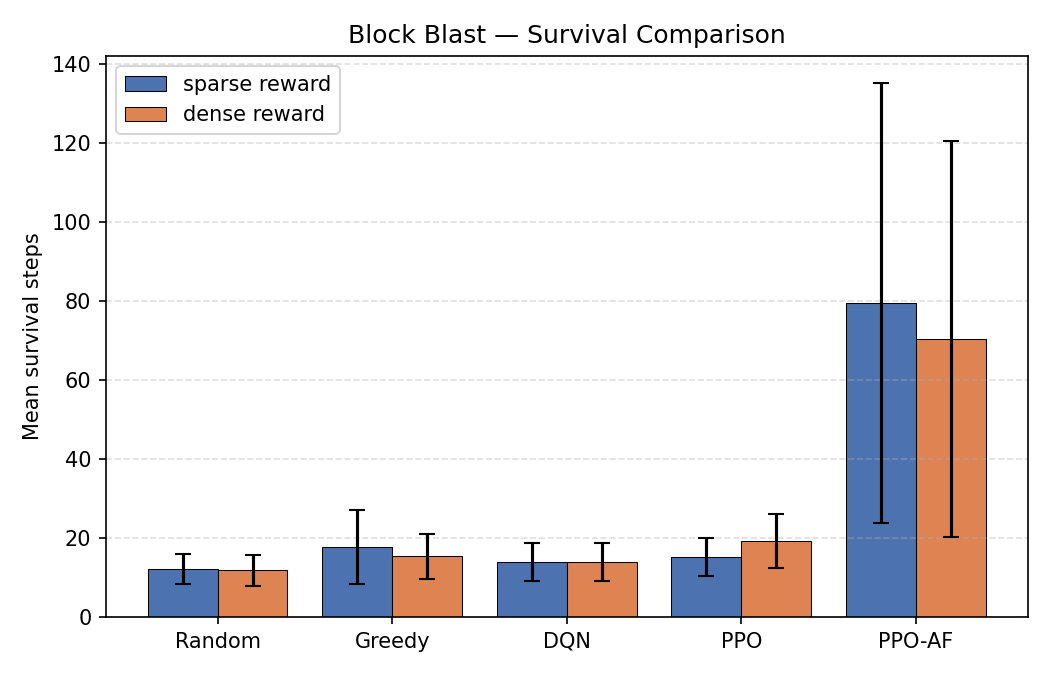 Block Blast — Survival Comparison
sparse reward
dense reward
Mean survival steps
140
120
100
80
60
40
20
0
Random Greedy DQN PPO PPO-AF